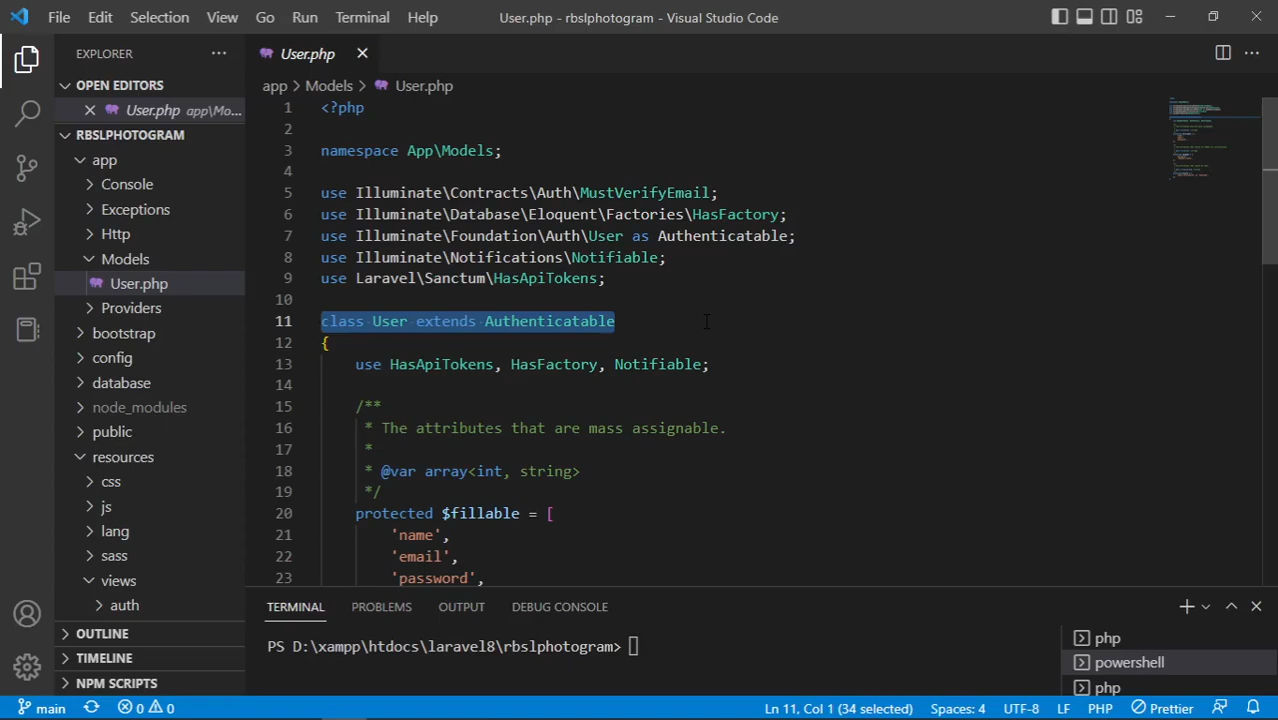 File Edit Selection View Go Run Terminal Help User.php - rbslphotogram - Visual Studio Code
EXPLORER
OPEN EDITORS
User.php app\Mo...
RBSLPHOTOGRAM
app
Console
Exceptions
Http
Models
User.php
Providers
bootstrap
config
database
node_modules
public
resources
css
js
lang
sass
views
auth
OUTLINE
TIMELINE
NPM SCRIPTS
User.php
app > Models > User.php
1 <?php
2
3 namespace App\Models;
4
5 use Illuminate\Contracts\Auth\MustVerifyEmail;
6 use Illuminate\Database\Eloquent\Factories\HasFactory;
7 use Illuminate\Foundation\Auth\User as Authenticatable;
8 use Illuminate\Notifications\Notifiable;
9 use Laravel\Sanctum\HasApiTokens;
10
11 class User extends Authenticatable
12 {
13 use HasApiTokens, HasFactory, Notifiable;
14
15 /**
16 * The attributes that are mass assignable.
17 *
18 * @var array<int, string>
19 */
20 protected $fillable = [
21 'name',
22 'email',
23 'password',
TERMINAL PROBLEMS OUTPUT DEBUG CONSOLE
PS D:\xampp\htdocs\laravel8\rbslphotogram>
php
powershell
php
main 0 0 Ln 11, Col 1 (34 selected) Spaces: 4 UTF-8 LF PHP Prettier